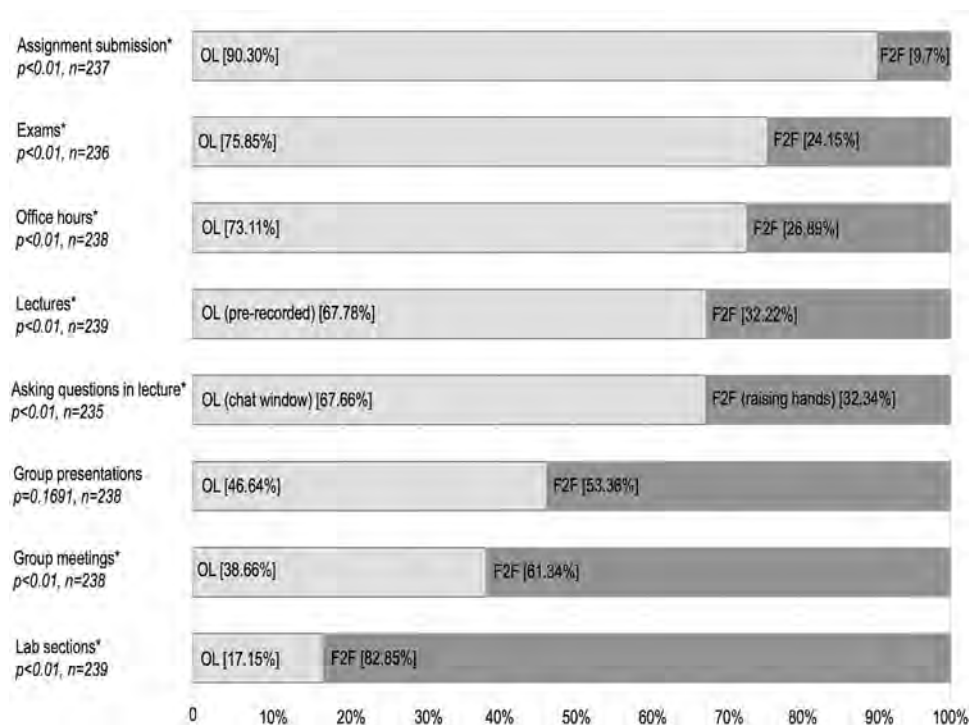 Assignment submission*
p<0.01, n=237
OL [90.30%]
F2F [9.7%]
Exams*
p<0.01, n=236
OL [75.85%]
F2F [24.15%]
Office hours*
p<0.01, n=238
OL [73.11%]
F2F [26.89%]
Lectures*
p<0.01, n=239
OL (pre-recorded) [67.78%]
F2F [32.22%]
Asking questions in lecture*
p<0.01, n=235
OL (chat window) [67.66%]
F2F (raising hands) [32.34%]
Group presentations
p=0.1691, n=238
OL [46.64%]
F2F [53.36%]
Group meetings*
p<0.01, n=238
OL [38.66%]
F2F [61.34%]
Lab sections*
p<0.01, n=239
OL [17.15%]
F2F [82.85%]
0 10% 20% 30% 40% 50% 60% 70% 80% 90% 100%